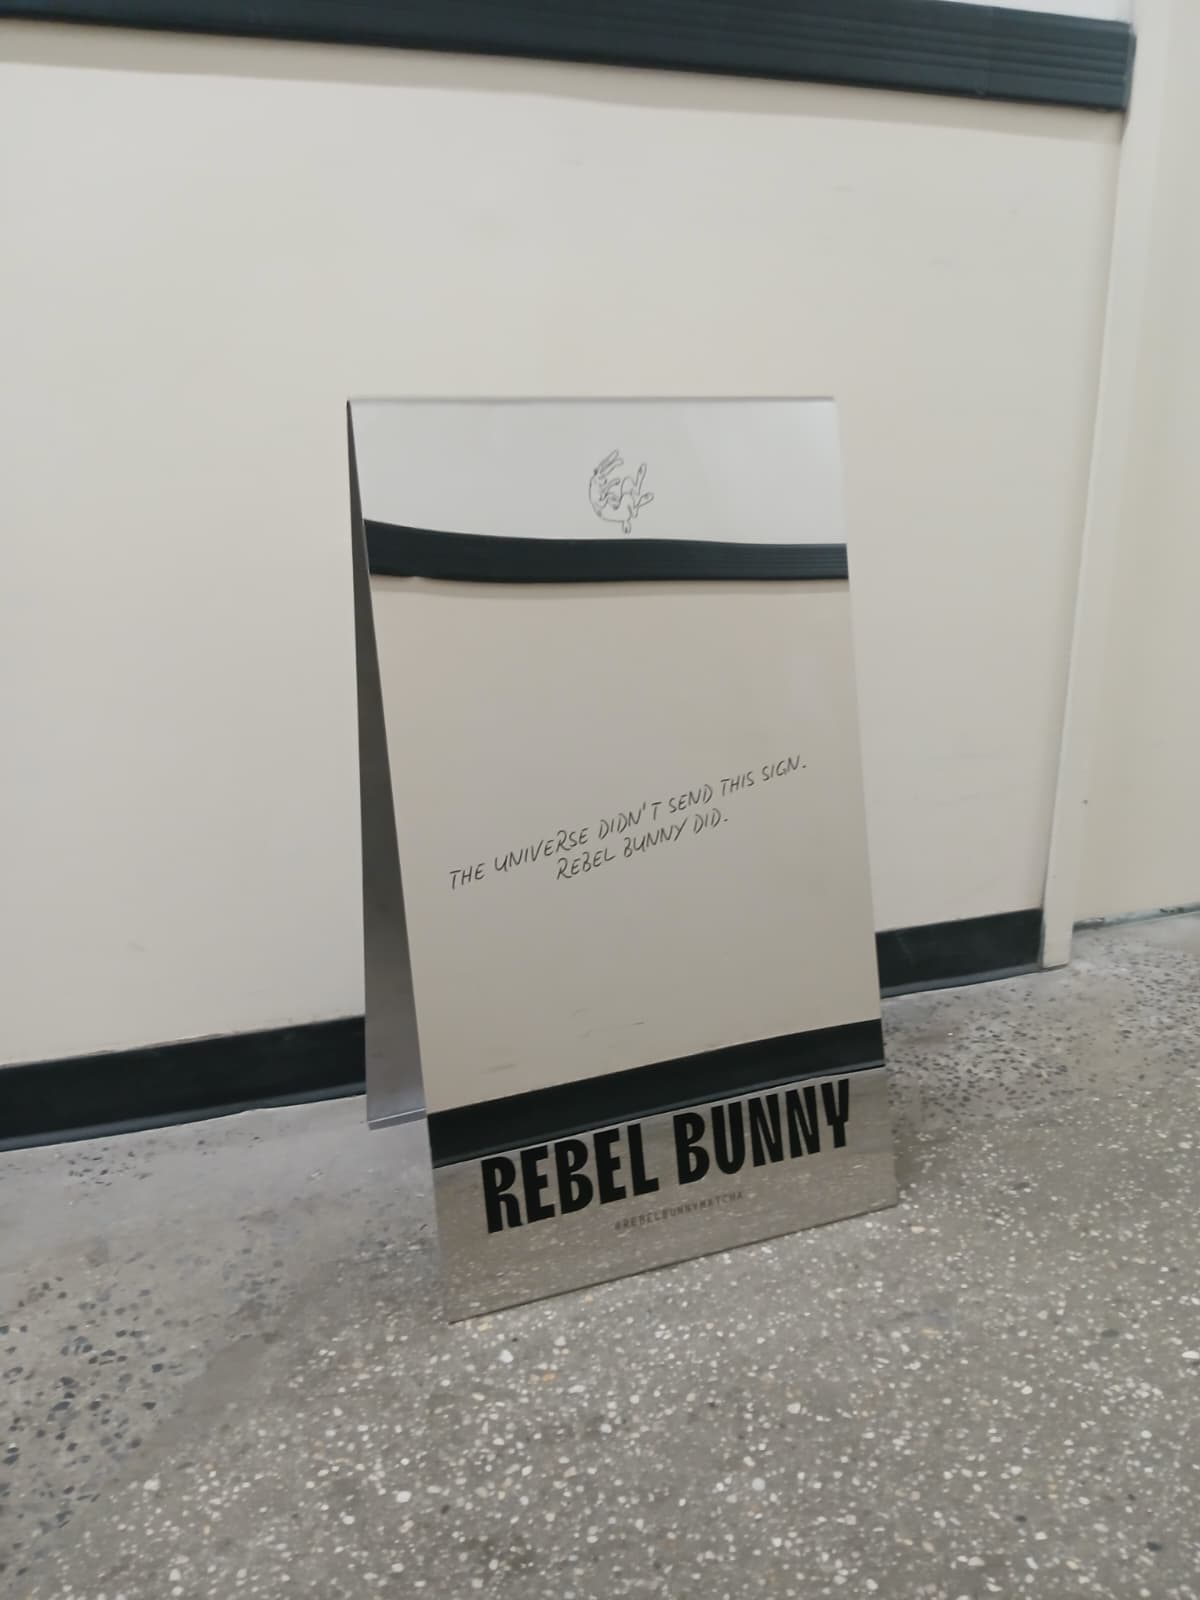 THE UNIVERSE DIDN'T SEND THIS SIGN.
REBEL BUNNY DID.
REBEL BUNNY
#REBELBUNNYMATCHA